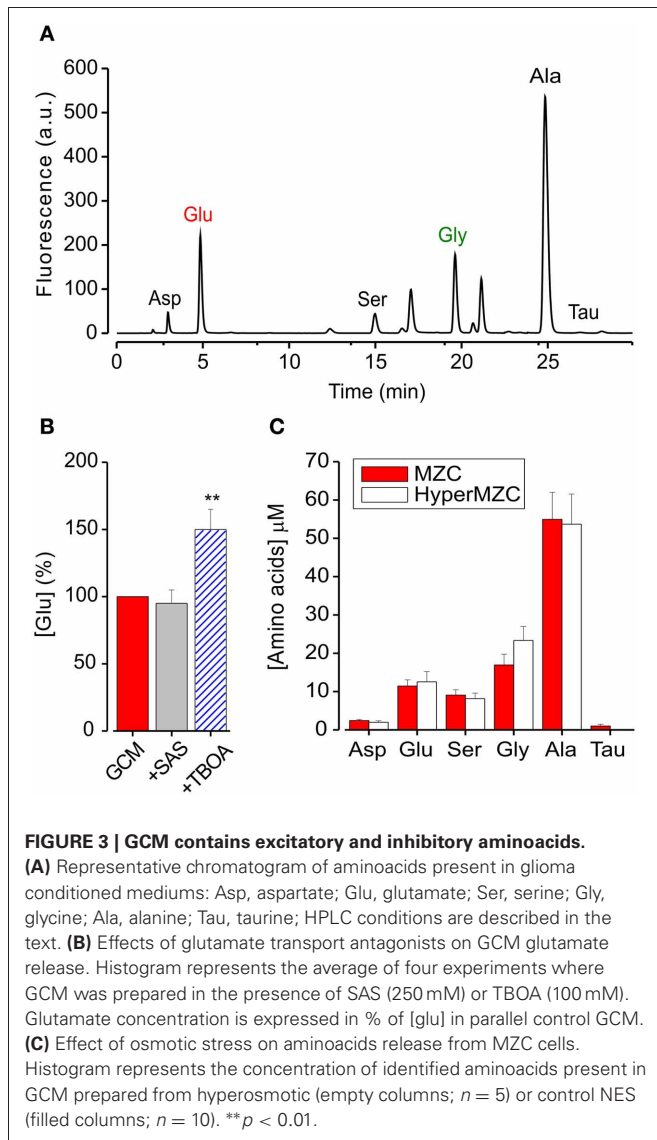 A
600
500
400
300
200
100
0
Fluorescence (a.u.)
Asp
Glu
Ser
Gly
Ala
Tau
0 5 10 15 20 25
Time (min)
B
200
150
100
50
0
[Glu] (%)
**
GCM
+SAS
+TBOA
C
70
60
50
40
30
20
10
0
[Amino acids] μM
MZC
HyperMZC
Asp Glu Ser Gly Ala Tau
FIGURE 3 | GCM contains excitatory and inhibitory aminoacids.
(A) Representative chromatogram of aminoacids present in glioma
conditioned mediums: Asp, aspartate; Glu, glutamate; Ser, serine; Gly,
glycine; Ala, alanine; Tau, taurine; HPLC conditions are described in the
text. (B) Effects of glutamate transport antagonists on GCM glutamate
release. Histogram represents the average of four experiments where
GCM was prepared in the presence of SAS (250 mM) or TBOA (100 mM).
Glutamate concentration is expressed in % of [glu] in parallel control GCM.
(C) Effect of osmotic stress on aminoacids release from MZC cells.
Histogram represents the concentration of identified aminoacids present in
GCM prepared from hyperosmotic (empty columns; n = 5) or control NES
(filled columns; n = 10). **p < 0.01.